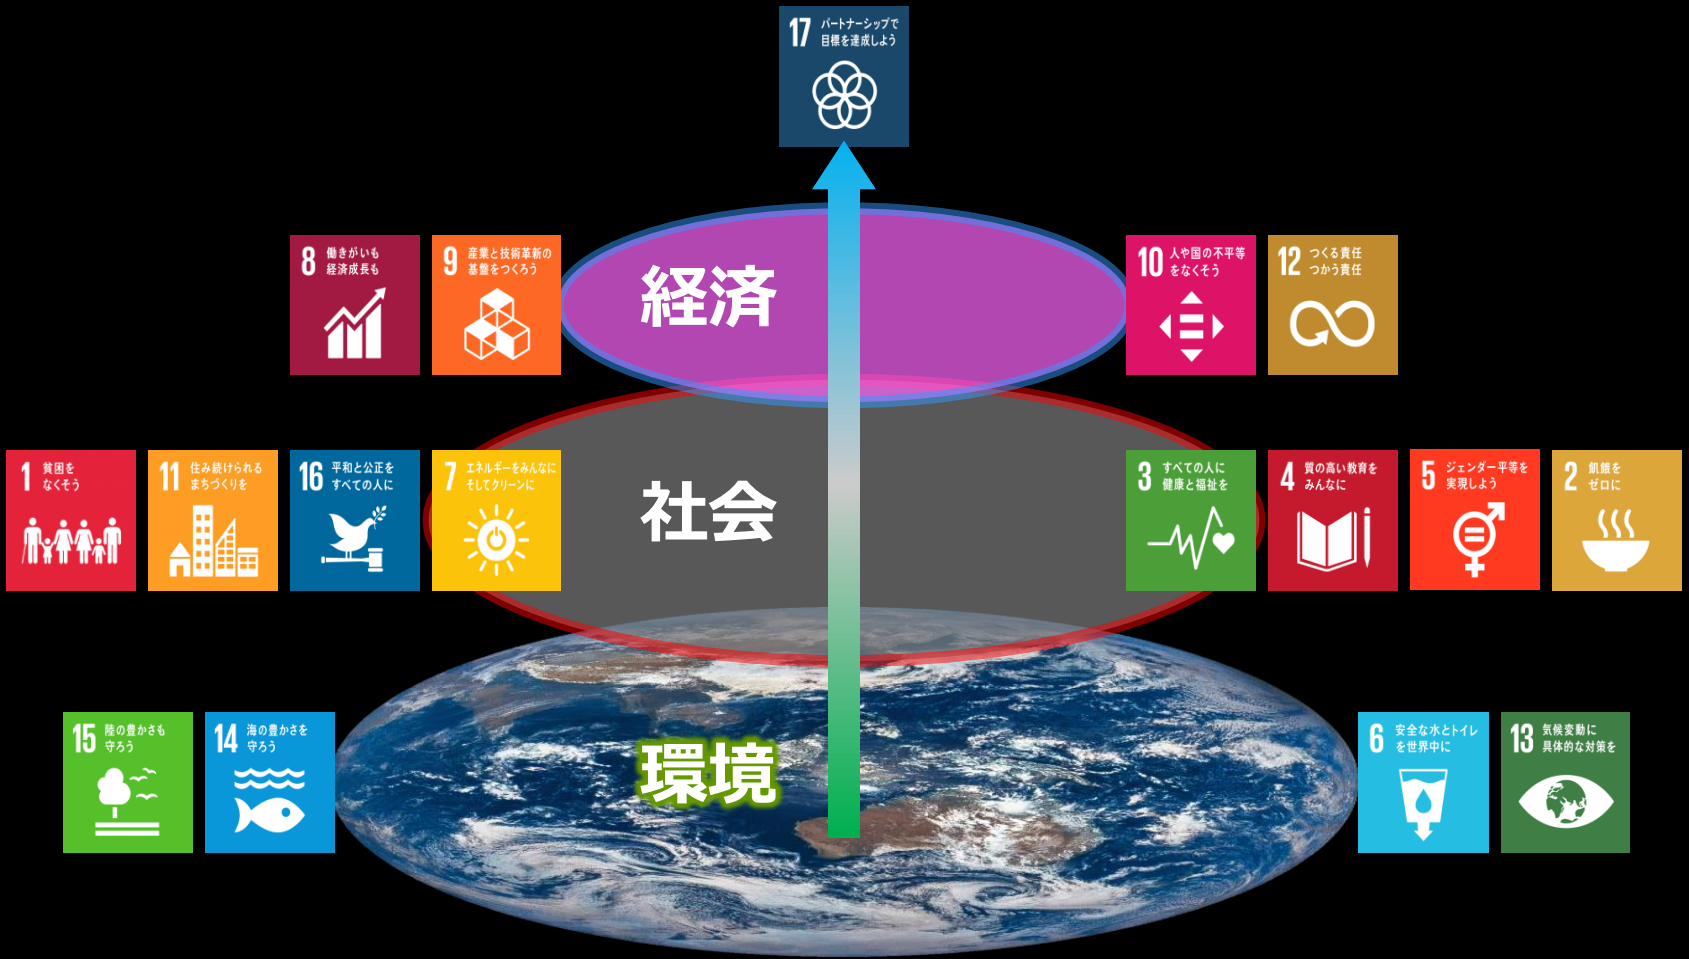 17 パートナーシップで
目標を達成しよう
8 働きがいも
経済成長も
9 産業と技術革新の
基盤をつくろう
経済
10 人や国の不平等
をなくそう
12 つくる責任
つかう責任
1 貧困を
なくそう
11 住み続けられる
まちづくりを
16 平和と公正を
すべての人に
7 エネルギーをみんなに
そしてクリーンに
社会
3 すべての人に
健康と福祉を
4 質の高い教育を
みんなに
5 ジェンダー平等を
実現しよう
2 飢餓を
ゼロに
15 陸の豊かさも
守ろう
14 海の豊かさを
守ろう
環境
6 安全な水とトイレ
を世界中に
13 気候変動に
具体的な対策を